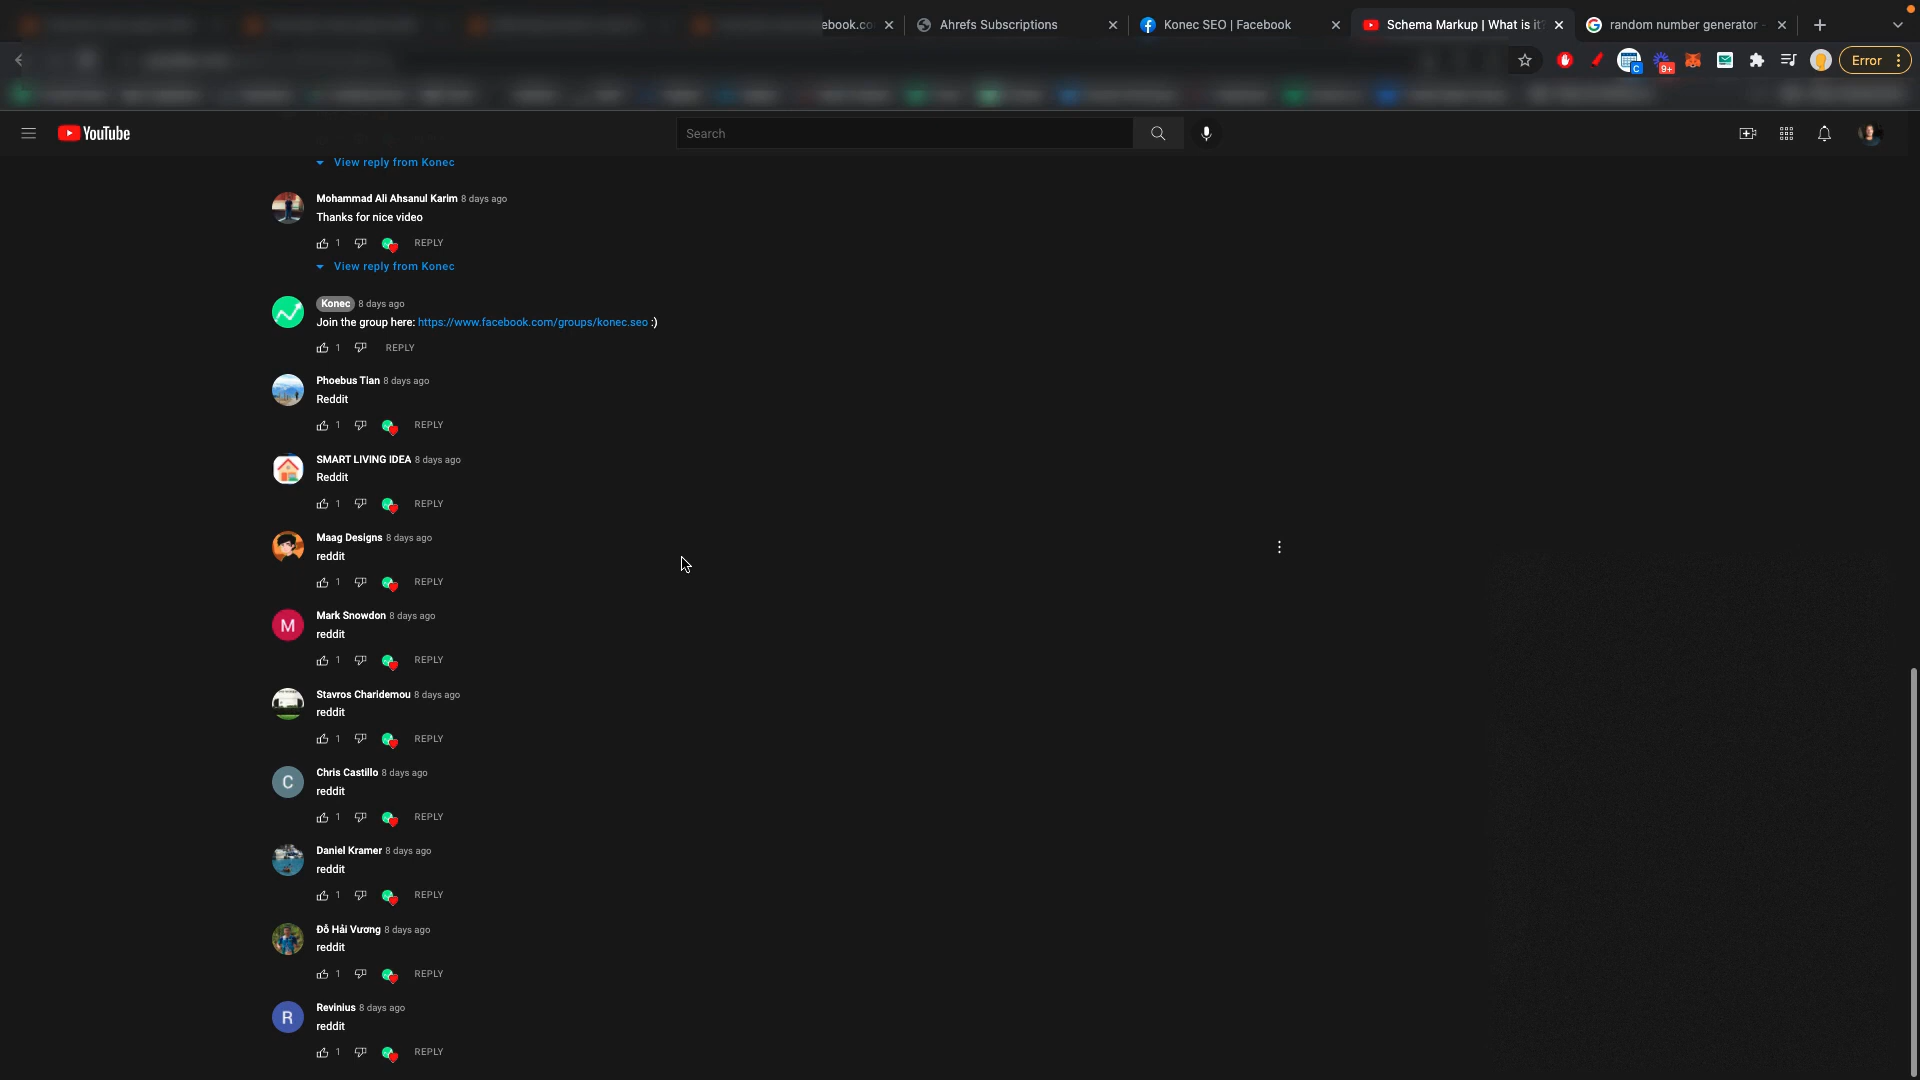 ebook.co
Ahrefs Subscriptions
Konec SEO | Facebook
Schema Markup | What is it?
random number generator -
C
9+
Error
YouTube
Search
View reply from Konec
Mohammad Ali Ahsanul Karim 8 days ago
Thanks for nice video
1 REPLY
View reply from Konec
Konec 8 days ago
Join the group here: https://www.facebook.com/groups/konec.seo :)
1 REPLY
Phoebus Tian 8 days ago
Reddit
1 REPLY
SMART LIVING IDEA 8 days ago
Reddit
1 REPLY
Maag Designs 8 days ago
reddit
1 REPLY
M
Mark Snowdon 8 days ago
reddit
1 REPLY
Stavros Charidemou 8 days ago
reddit
1 REPLY
C
Chris Castillo 8 days ago
reddit
1 REPLY
Daniel Kramer 8 days ago
reddit
1 REPLY
Đỗ Hải Vương 8 days ago
reddit
1 REPLY
R
Revinius 8 days ago
reddit
1 REPLY